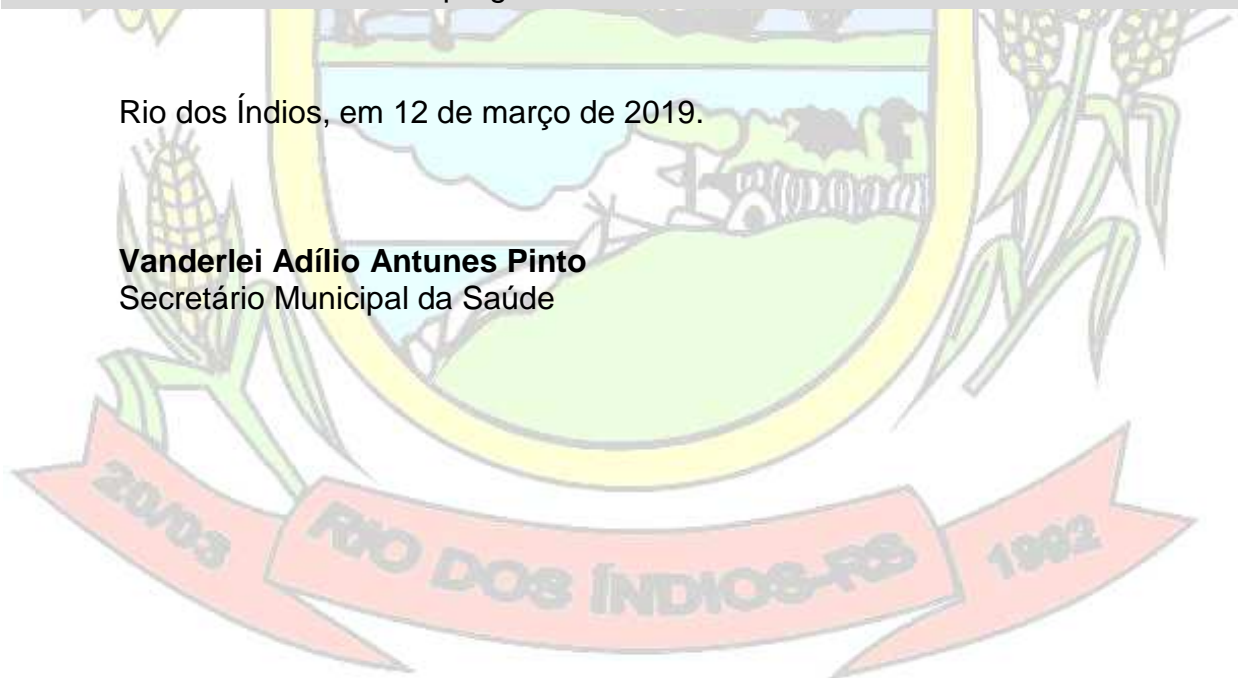 Rio dos Índios, em 12 de março de 2019.
Vanderlei Adílio Antunes Pinto
Secretário Municipal da Saúde
20/03
RIO DOS ÍNDIOS-RS
1992